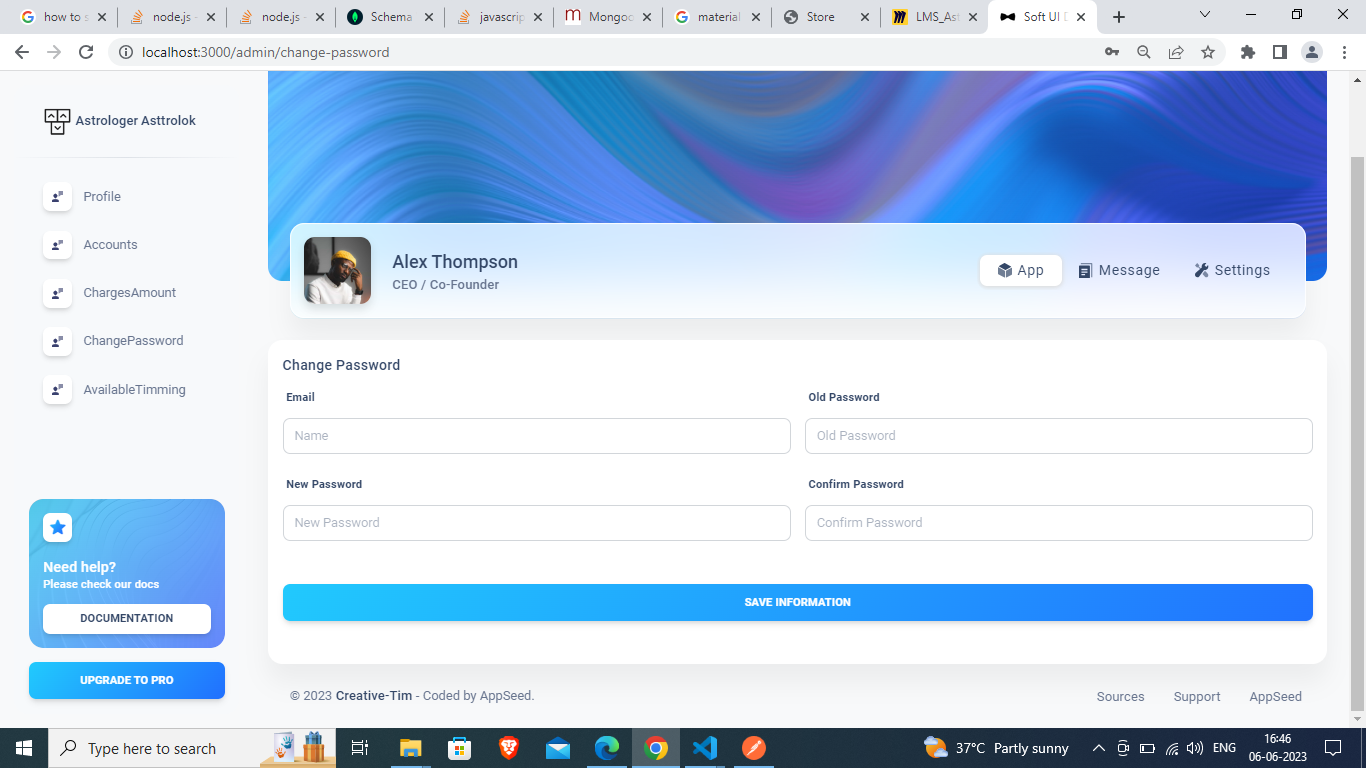 how to s
node.js -
node.js -
Schema
javascrip
Mongoo
material
Store
LMS_Ast
Soft UI D
localhost:3000/admin/change-password
Astrologer Asttrolok
Profile
Accounts
ChargesAmount
ChangePassword
AvailableTimming
Need help?
Please check our docs
DOCUMENTATION
UPGRADE TO PRO
Alex Thompson
CEO / Co-Founder
App
Message
Settings
Change Password
Email
Old Password
Name
Old Password
New Password
Confirm Password
New Password
Confirm Password
SAVE INFORMATION
© 2023 Creative-Tim - Coded by AppSeed.
Sources
Support
AppSeed
Type here to search
37°C Partly sunny
ENG
16:46
06-06-2023